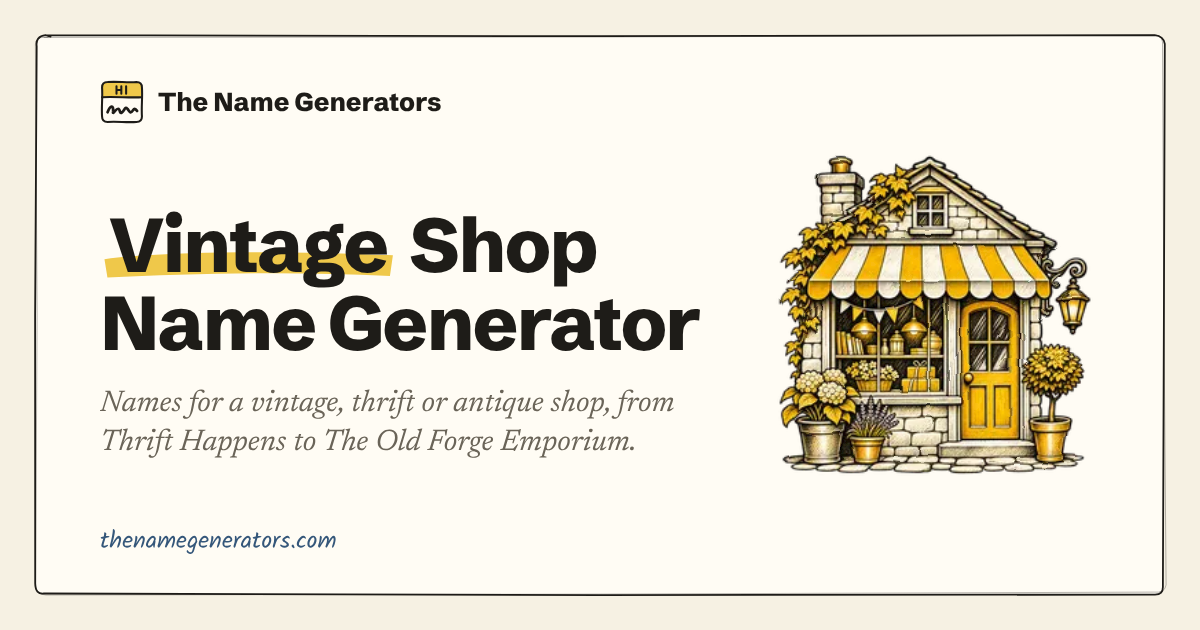 HI
The Name Generators
Vintage Shop
Name Generator
Names for a vintage, thrift or antique shop, from
Thrift Happens to The Old Forge Emporium.
thenamegenerators.com